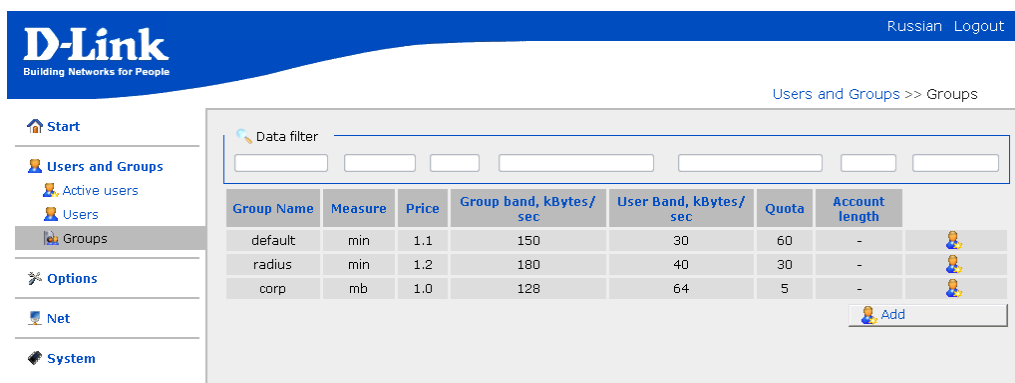 Russian Logout
D-Link
Building Networks for People
Users and Groups >> Groups
Start
Users and Groups
Active users
Users
Groups
Options
Net
System
Data filter
Group Name Measure Price Group band, kBytes/ sec User Band, kBytes/ sec Quota Account length
default min 1.1 150 30 60 -
radius min 1.2 180 40 30 -
corp mb 1.0 128 64 5 -
Add